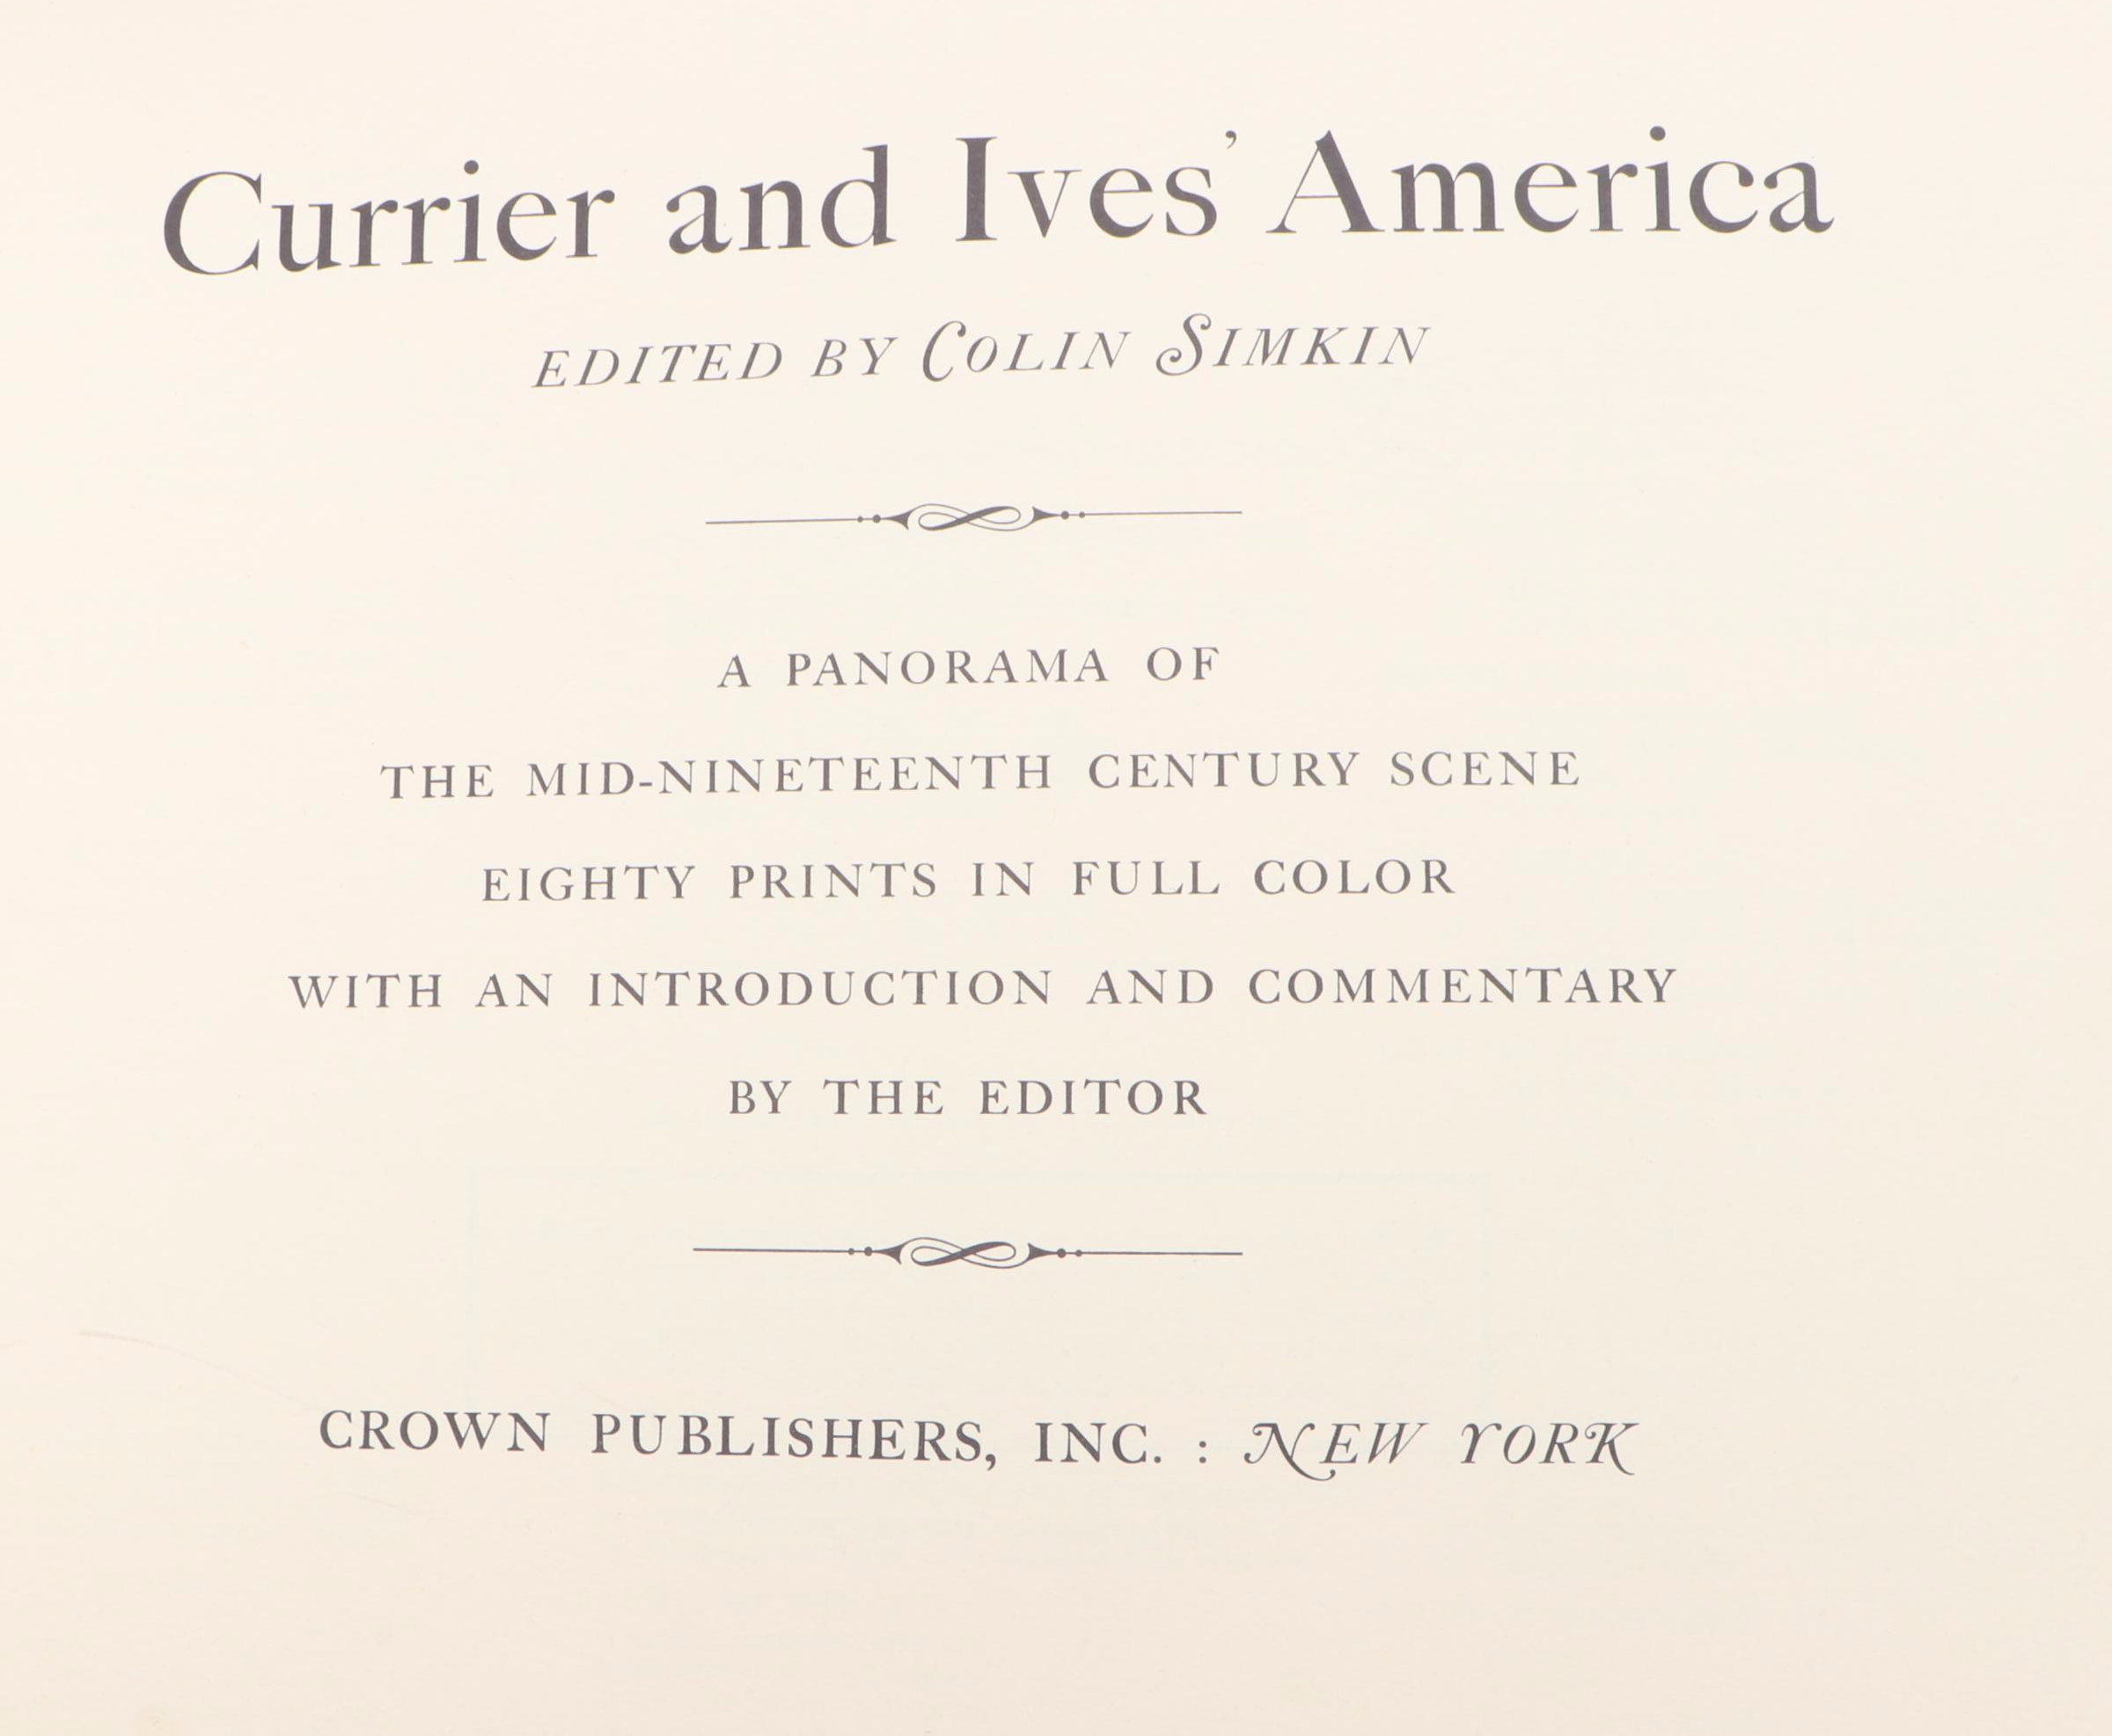 Currier and Ives' America
EDITED BY COLIN SIMKIN
A PANORAMA OF
THE MID-NINETEENTH CENTURY SCENE
EIGHTY PRINTS IN FULL COLOR
WITH AN INTRODUCTION AND COMMENTARY
BY THE EDITOR
CROWN PUBLISHERS, INC. : NEW YORK